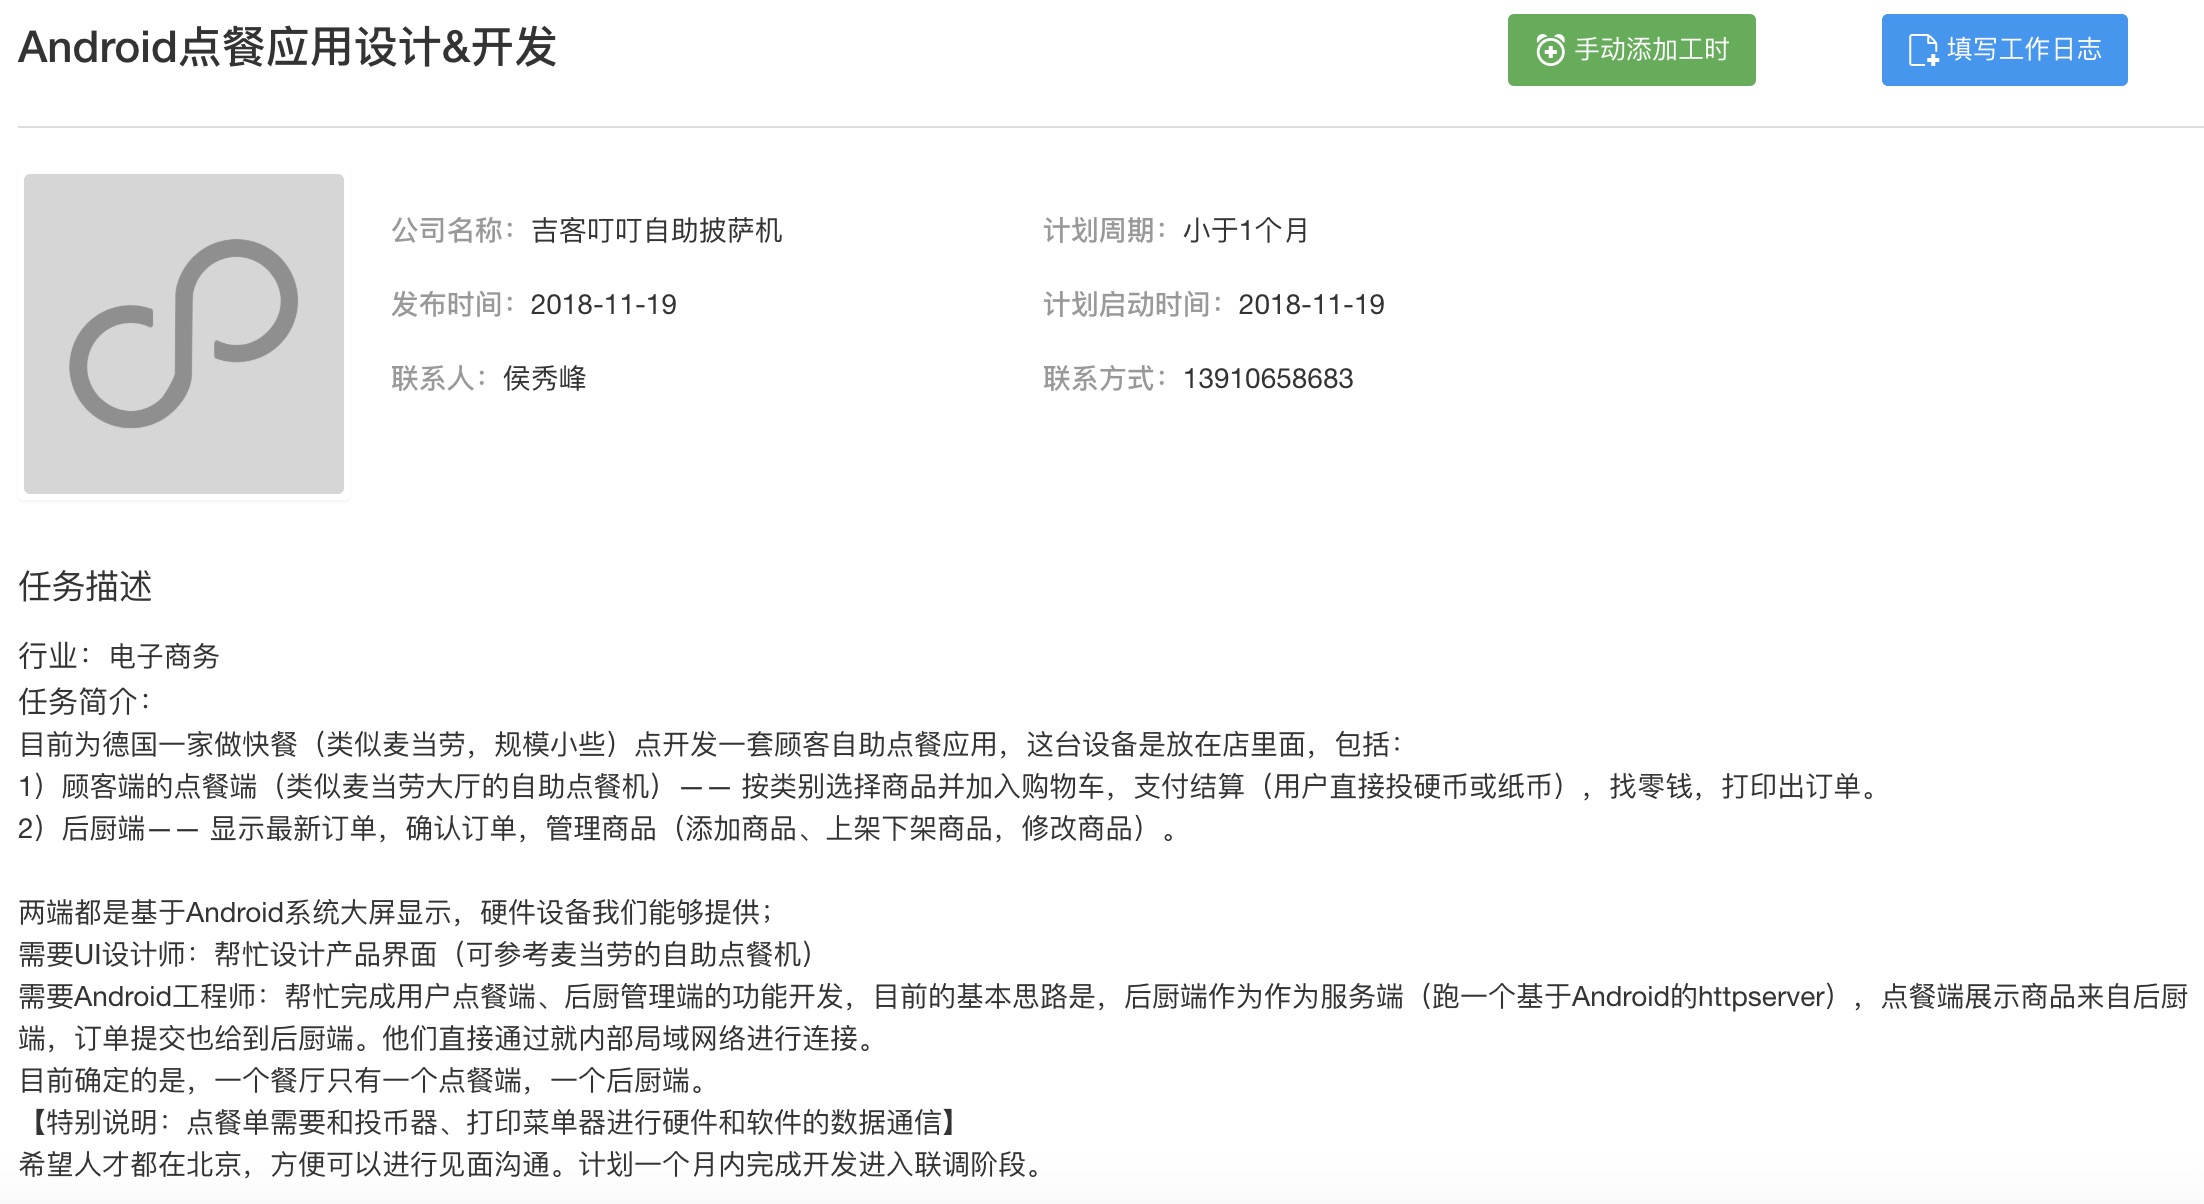 Android点餐应用设计&开发
手动添加工时
填写工作日志
公司名称：吉客叮叮自助披萨机
计划周期：小于1个月
发布时间：2018-11-19
计划启动时间：2018-11-19
联系人：侯秀峰
联系方式：13910658683
任务描述
行业：电子商务
任务简介：
目前为德国一家做快餐（类似麦当劳，规模小些）点开发一套顾客自助点餐应用，这台设备是放在店里面，包括：
1）顾客端的点餐端（类似麦当劳大厅的自助点餐机）—— 按类别选择商品并加入购物车，支付结算（用户直接投硬币或纸币），找零钱，打印出订单。
2）后厨端—— 显示最新订单，确认订单，管理商品（添加商品、上架下架商品，修改商品）。
两端都是基于Android系统大屏显示，硬件设备我们能够提供；
需要UI设计师：帮忙设计产品界面（可参考麦当劳的自助点餐机）
需要Android工程师：帮忙完成用户点餐端、后厨管理端的功能开发，目前的基本思路是，后厨端作为作为服务端（跑一个基于Android的httpserver），点餐端展示商品来自后厨
端，订单提交也给到后厨端。他们直接通过就内部局域网络进行连接。
目前确定的是，一个餐厅只有一个点餐端，一个后厨端。
【特别说明：点餐单需要和投币器、打印菜单器进行硬件和软件的数据通信】
希望人才都在北京，方便可以进行见面沟通。计划一个月内完成开发进入联调阶段。